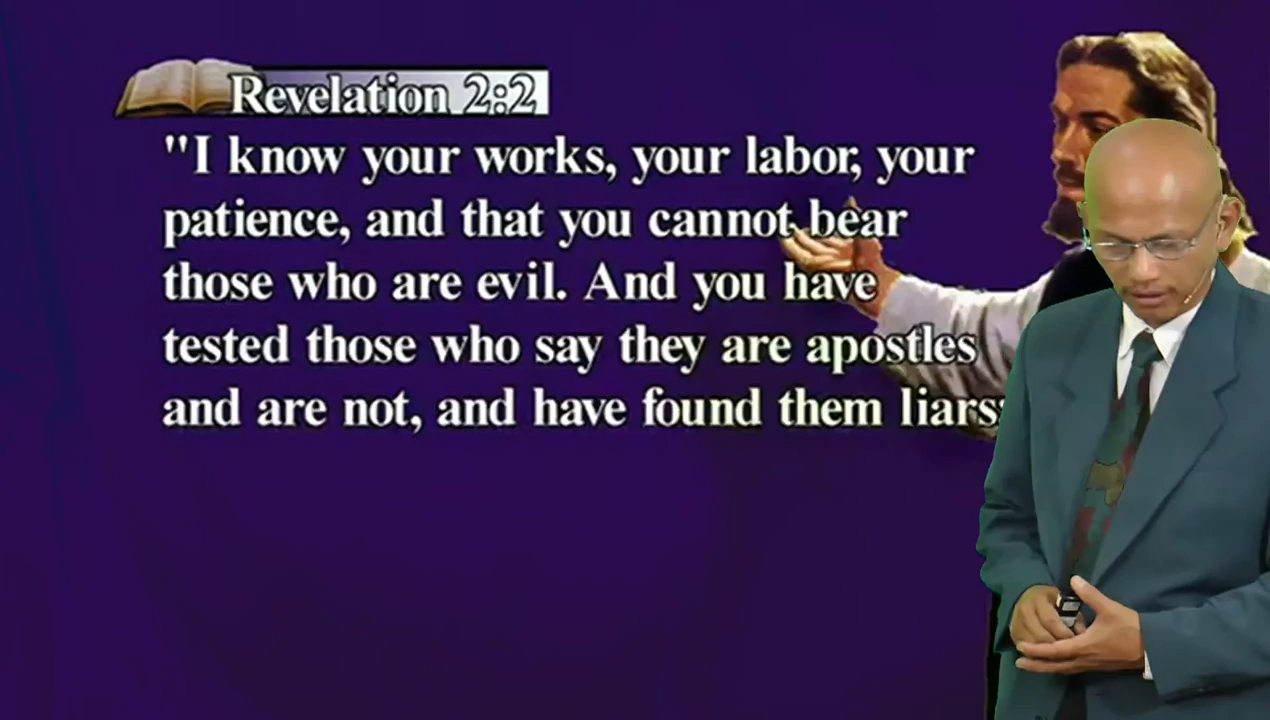 Revelation 2:2
"I know your works, your labor, your
patience, and that you cannot bear
those who are evil. And you have
tested those who say they are apostles
and are not, and have found them liars;